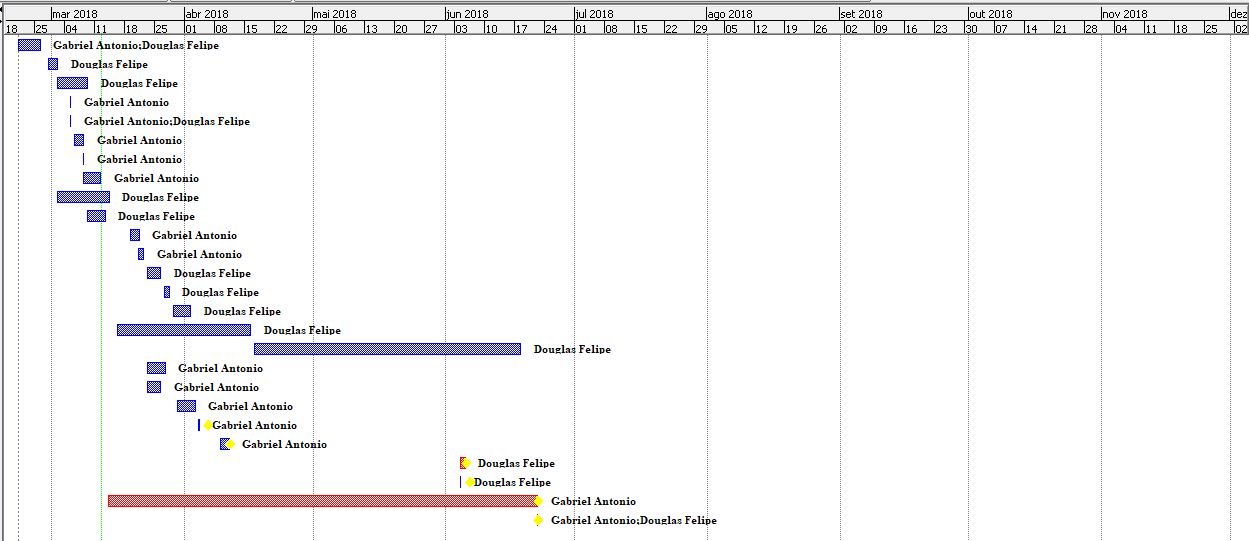 mar 2018 abr 2018 mai 2018 jun 2018 jul 2018 ago 2018 set 2018 out 2018 nov 2018 dez
18 25 04 11 18 25 01 08 15 22 29 06 13 20 27 03 10 17 24 01 08 15 22 29 05 12 19 26 02 09 16 23 30 07 14 21 28 04 11 18 25 02
Gabriel Antonio;Douglas Felipe
Douglas Felipe
Douglas Felipe
Gabriel Antonio
Gabriel Antonio;Douglas Felipe
Gabriel Antonio
Gabriel Antonio
Gabriel Antonio
Douglas Felipe
Douglas Felipe
Gabriel Antonio
Gabriel Antonio
Douglas Felipe
Douglas Felipe
Douglas Felipe
Douglas Felipe
Douglas Felipe
Gabriel Antonio
Gabriel Antonio
Gabriel Antonio
Gabriel Antonio
Gabriel Antonio
Douglas Felipe
Douglas Felipe
Gabriel Antonio
Gabriel Antonio;Douglas Felipe